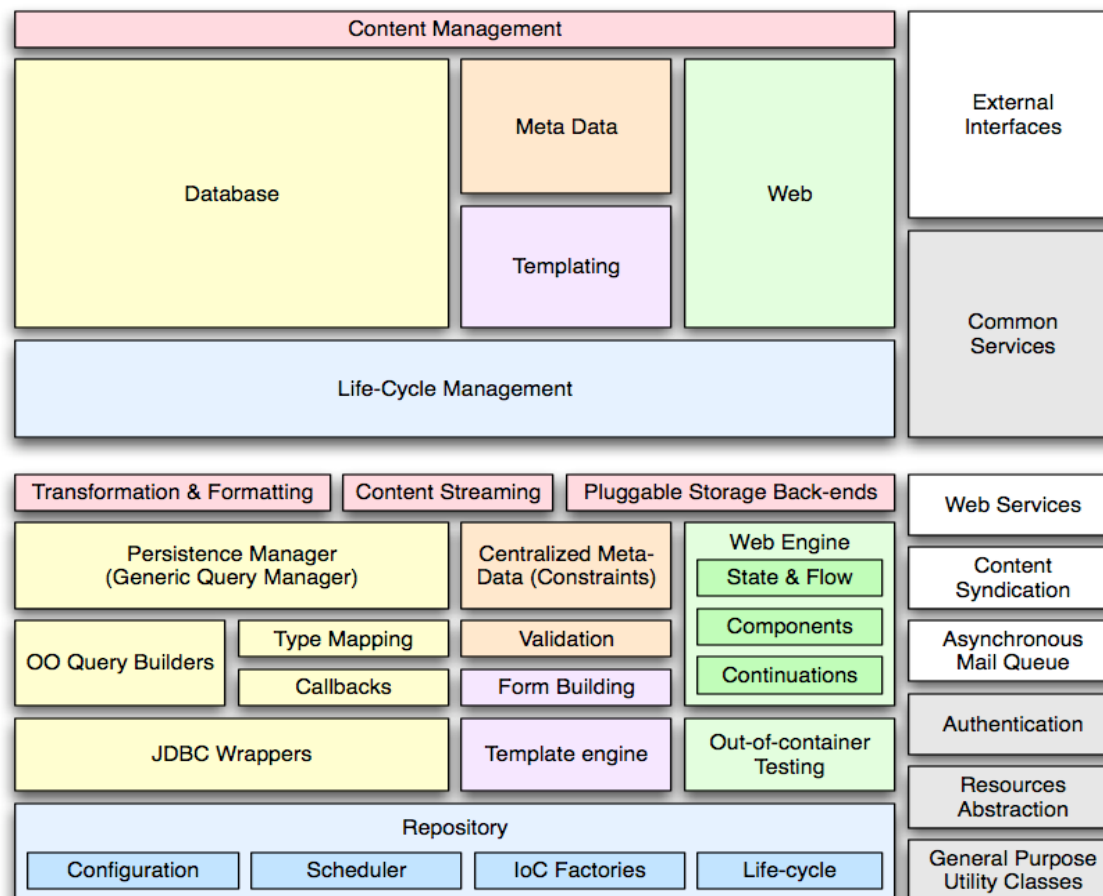 Content Management
Database
Meta Data
Templating
Web
Life-Cycle Management
External
Interfaces
Common
Services
Transformation & Formatting
Content Streaming
Pluggable Storage Back-ends
Persistence Manager
(Generic Query Manager)
Centralized Meta-
Data (Constraints)
Web Engine
State & Flow
Components
Continuations
OO Query Builders
Type Mapping
Callbacks
Validation
Form Building
JDBC Wrappers
Template engine
Out-of-container
Testing
Repository
Configuration
Scheduler
IoC Factories
Life-cycle
Web Services
Content
Syndication
Asynchronous
Mail Queue
Authentication
Resources
Abstraction
General Purpose
Utility Classes